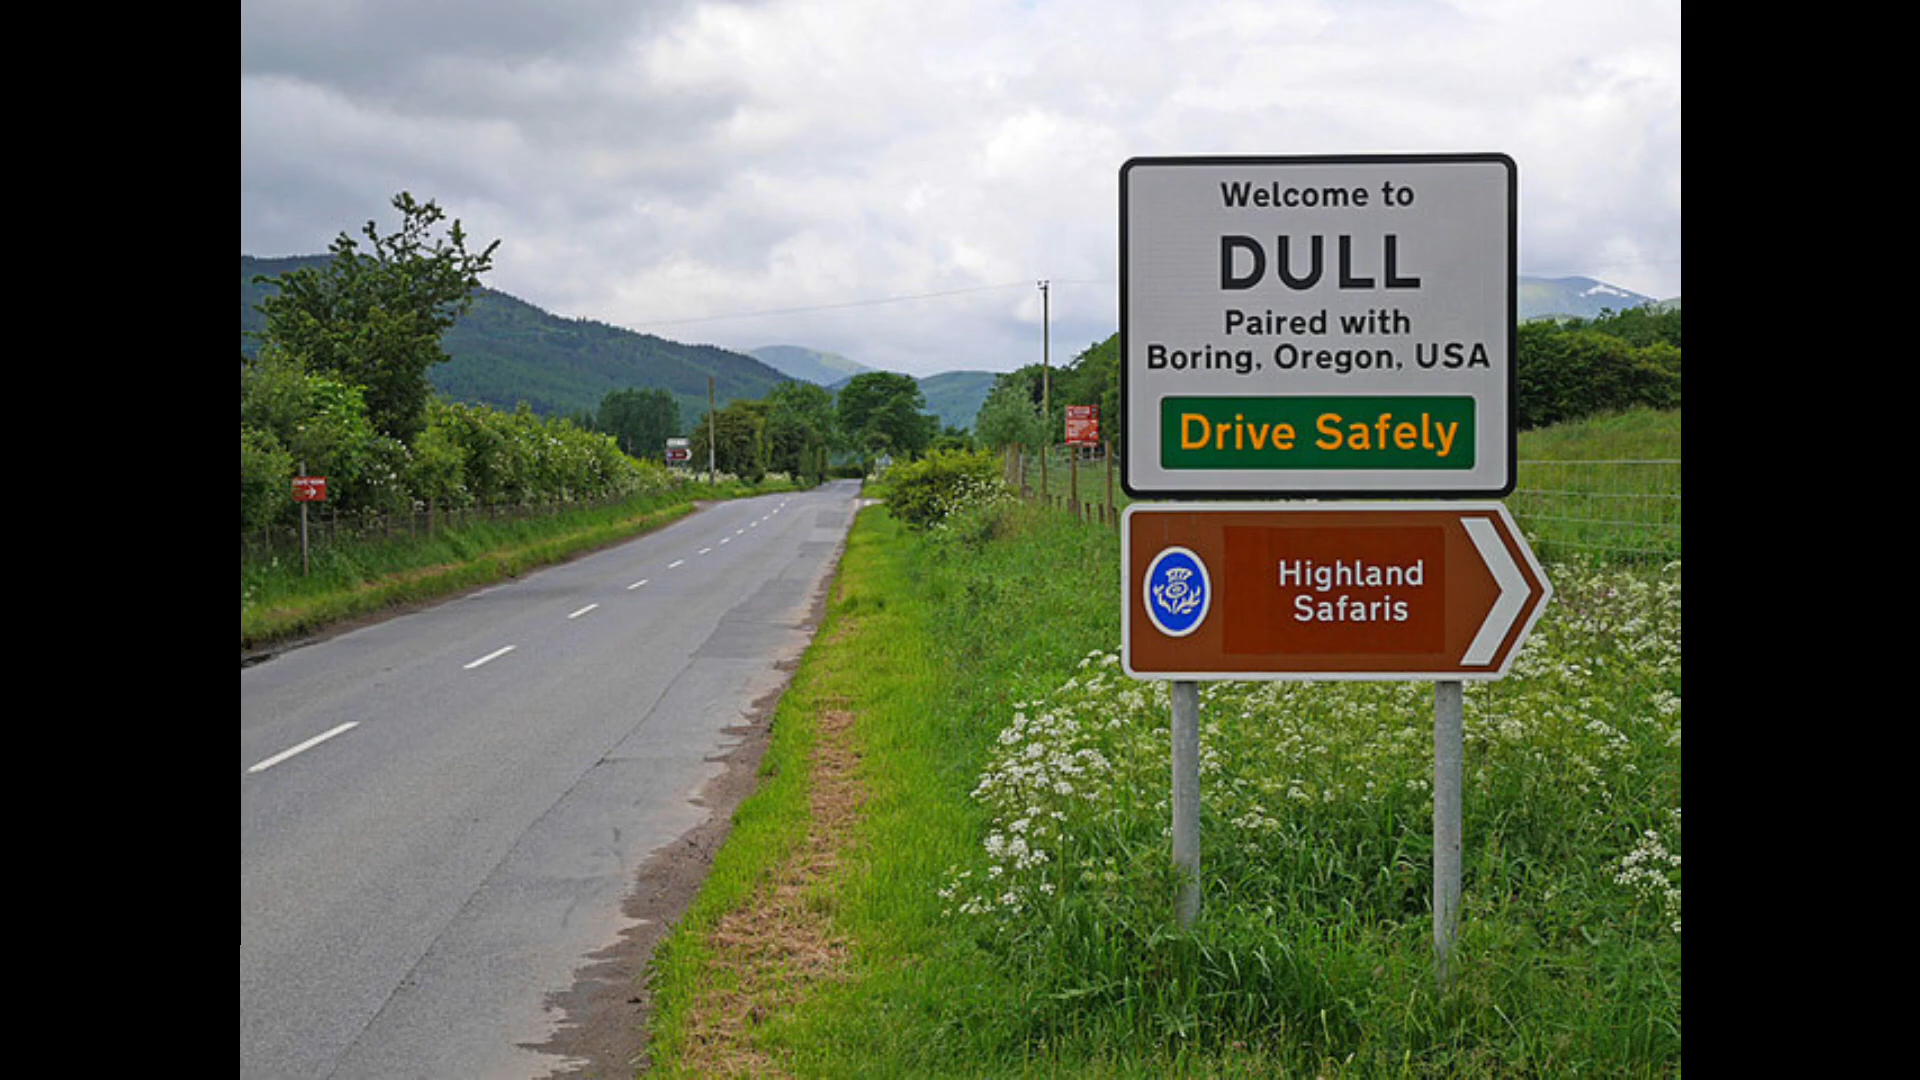 Welcome to
DULL
Paired with
Boring, Oregon, USA
Drive Safely
Highland
Safaris